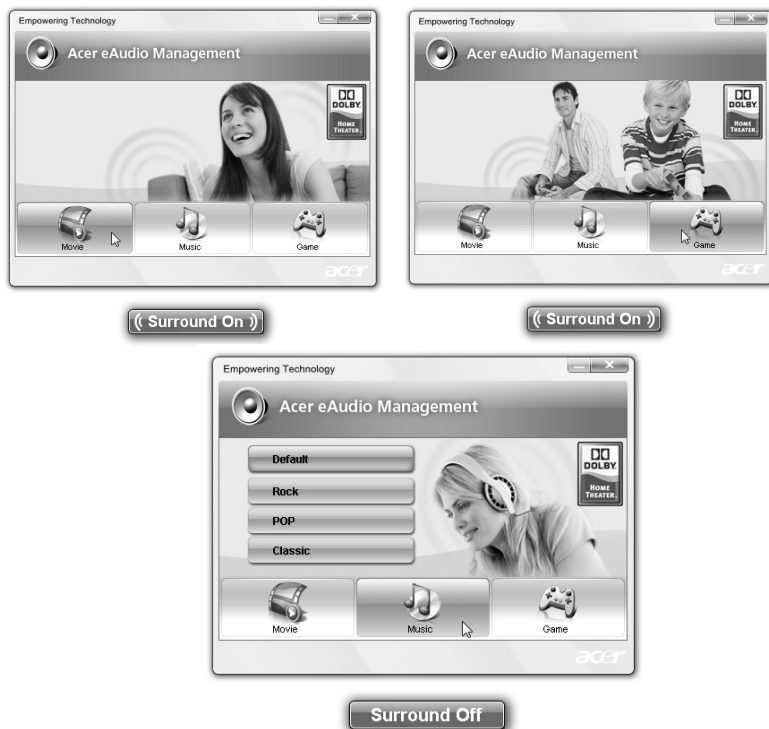 Empowering Technology
Acer eAudio Management
DOLBY
HOME
THEATER
Movie
Music
Game
acer
(( Surround On ))
Empowering Technology
Acer eAudio Management
DOLBY
HOME
THEATER
Movie
Music
Game
acer
(( Surround On ))
Empowering Technology
Acer eAudio Management
Default
Rock
POP
Classic
DOLBY
HOME
THEATER
Movie
Music
Game
acer
Surround Off